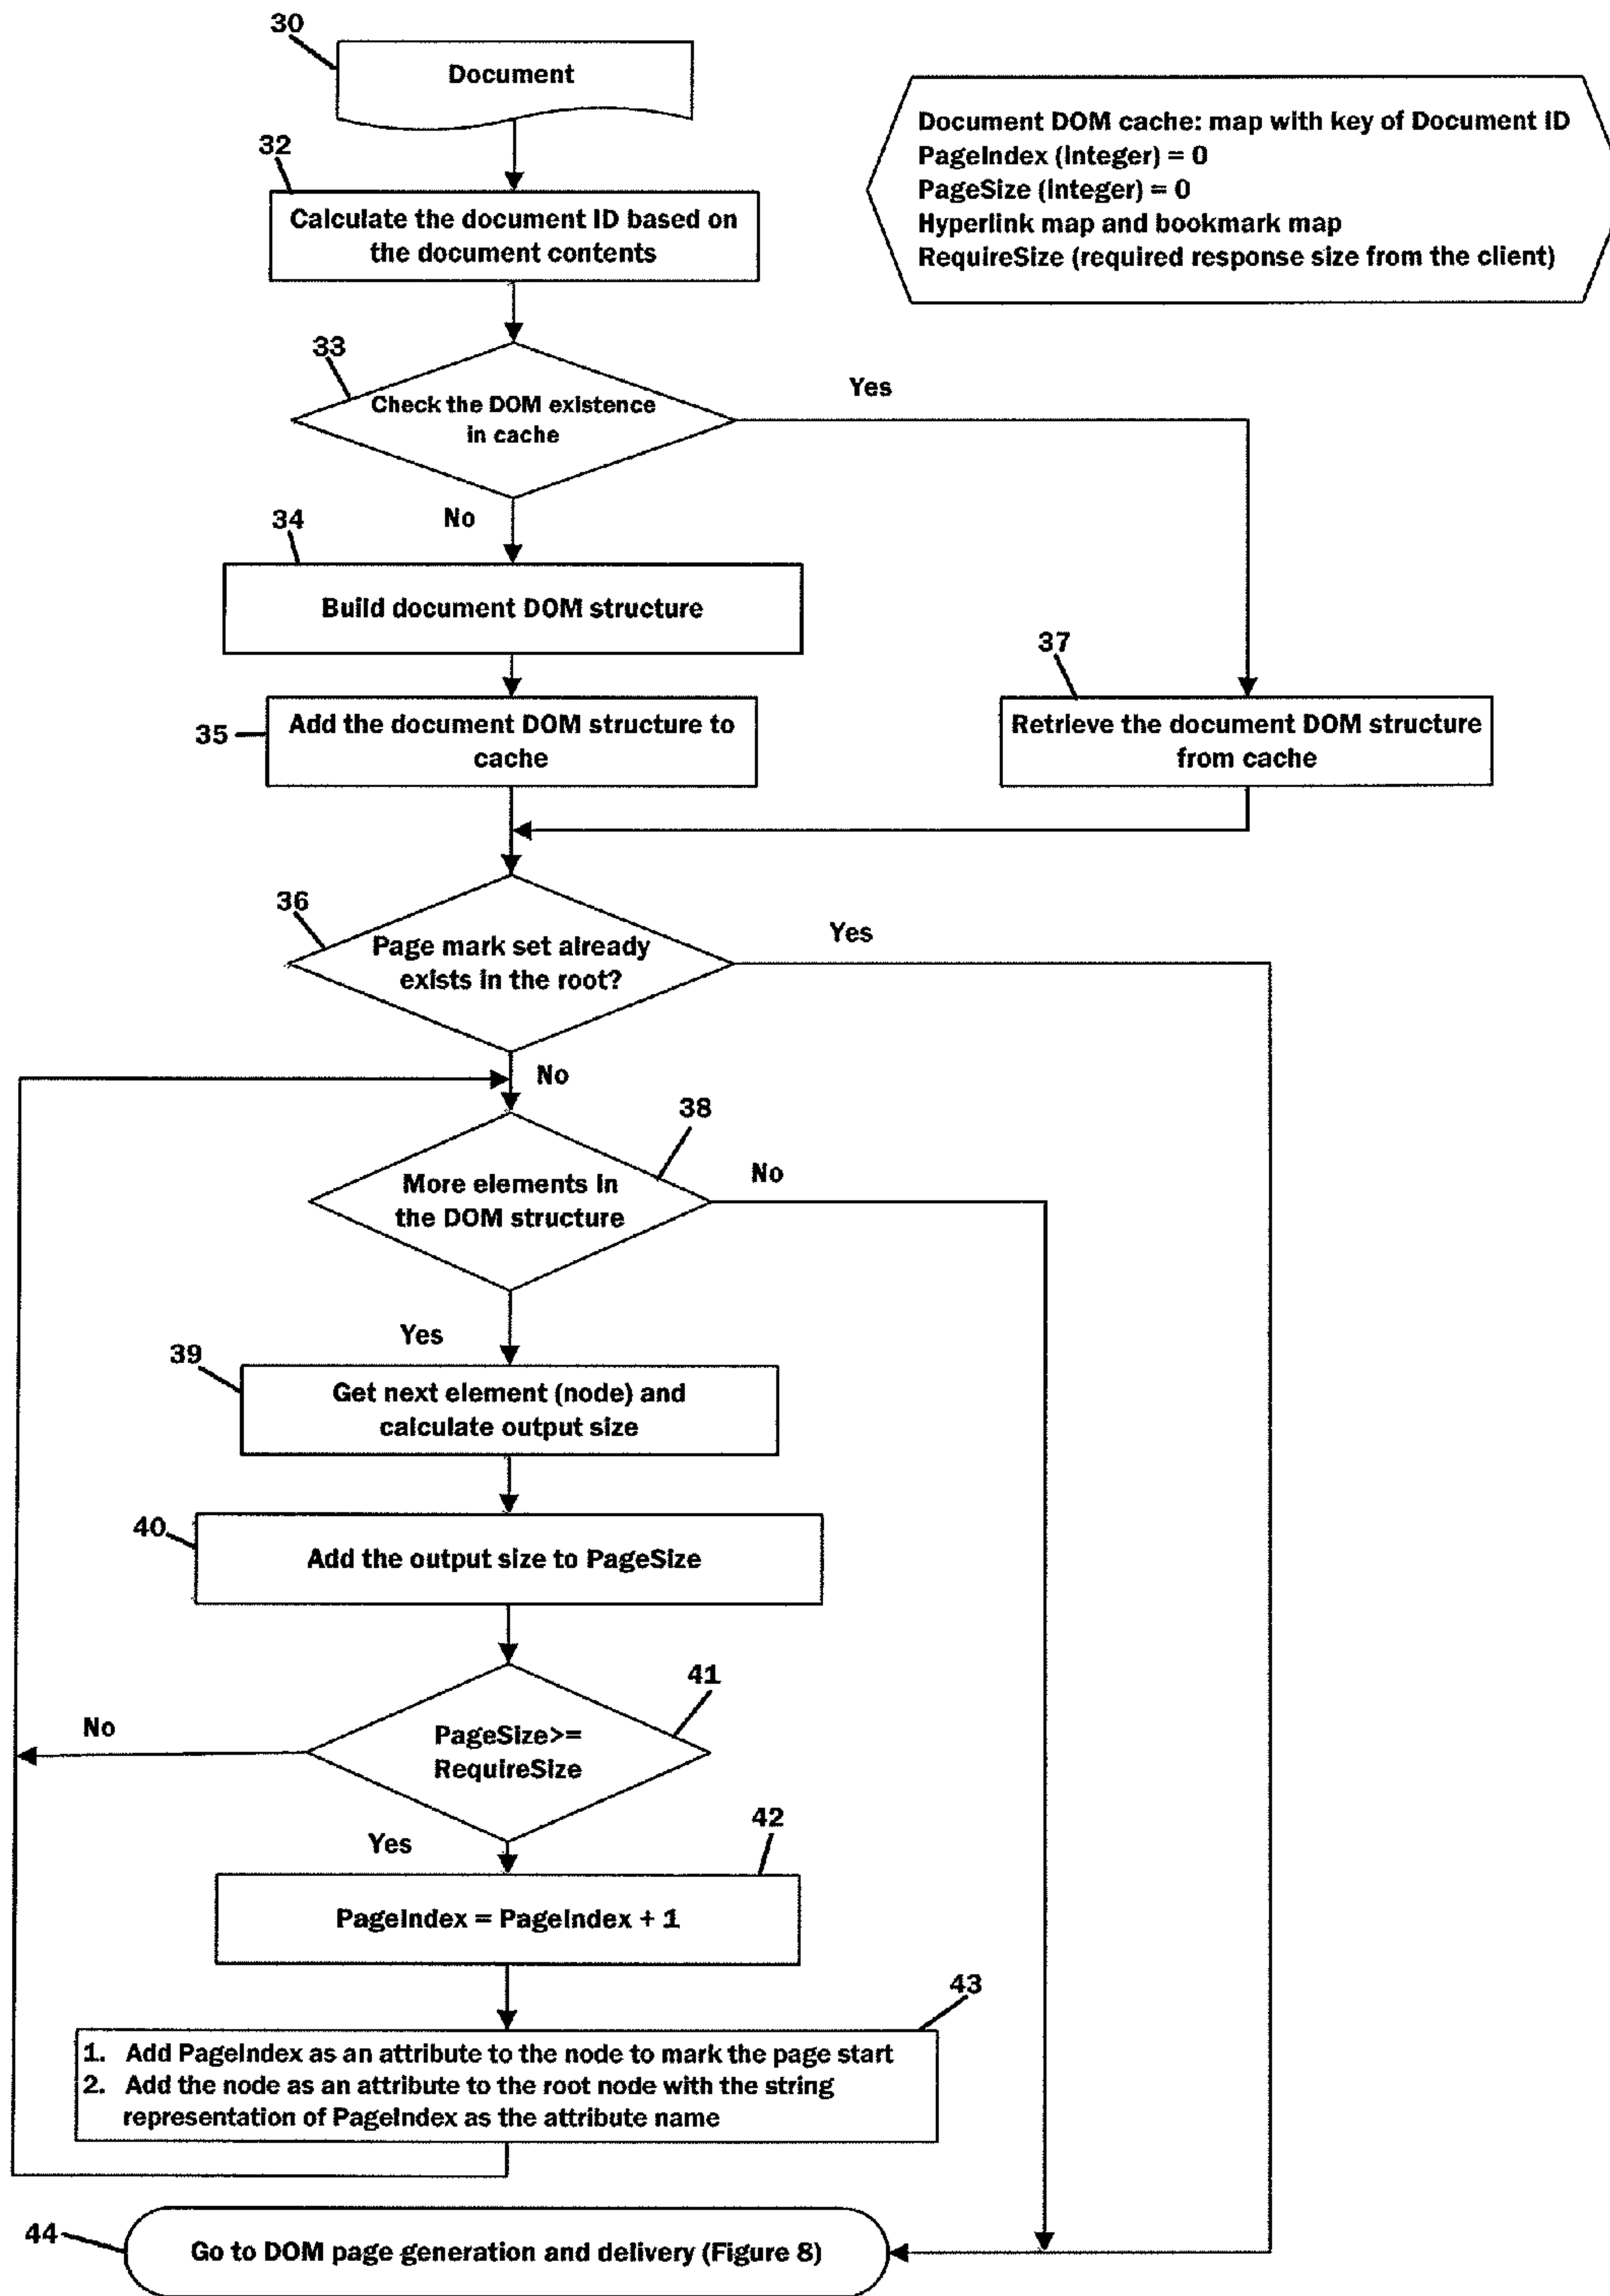 30
Document
Document DOM cache: map with key of Document ID
PageIndex (Integer) = 0
PageSize (Integer) = 0
Hyperlink map and bookmark map
RequireSize (required response size from the client)
32
Calculate the document ID based on
the document contents
33
Check the DOM existence
in cache
Yes
No
34
Build document DOM structure
35
Add the document DOM structure to
cache
37
Retrieve the document DOM structure
from cache
36
Page mark set already
exists in the root?
Yes
No
38
More elements in
the DOM structure
No
Yes
39
Get next element (node) and
calculate output size
40
Add the output size to PageSize
41
PageSize>=
RequireSize
No
Yes
42
PageIndex = PageIndex + 1
43
1. Add PageIndex as an attribute to the node to mark the page start
2. Add the node as an attribute to the root node with the string
representation of PageIndex as the attribute name
44
Go to DOM page generation and delivery (Figure 8)